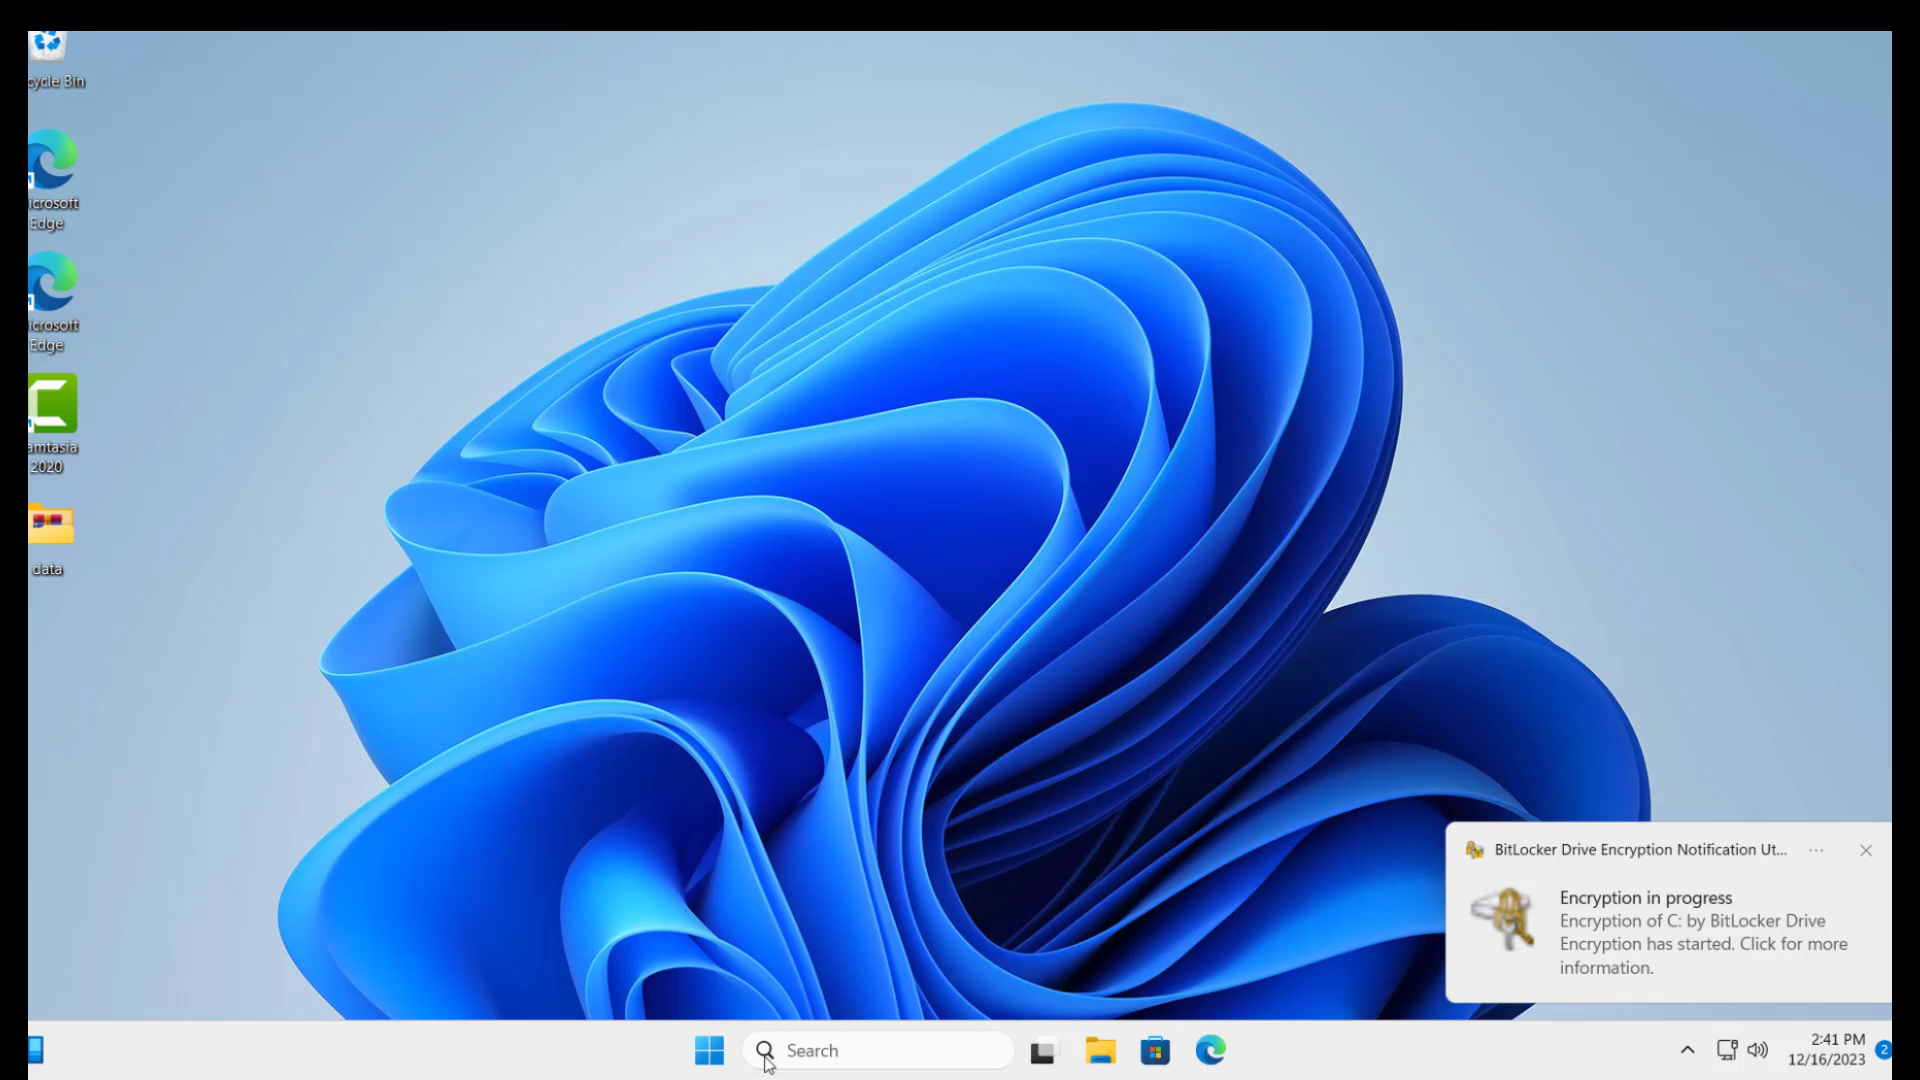 cycle Bin
icrosoft
Edge
icrosoft
Edge
amtasia
2020
data
BitLocker Drive Encryption Notification Ut...
Encryption in progress
Encryption of C: by BitLocker Drive
Encryption has started. Click for more
information.
Search
2:41 PM
12/16/2023
2